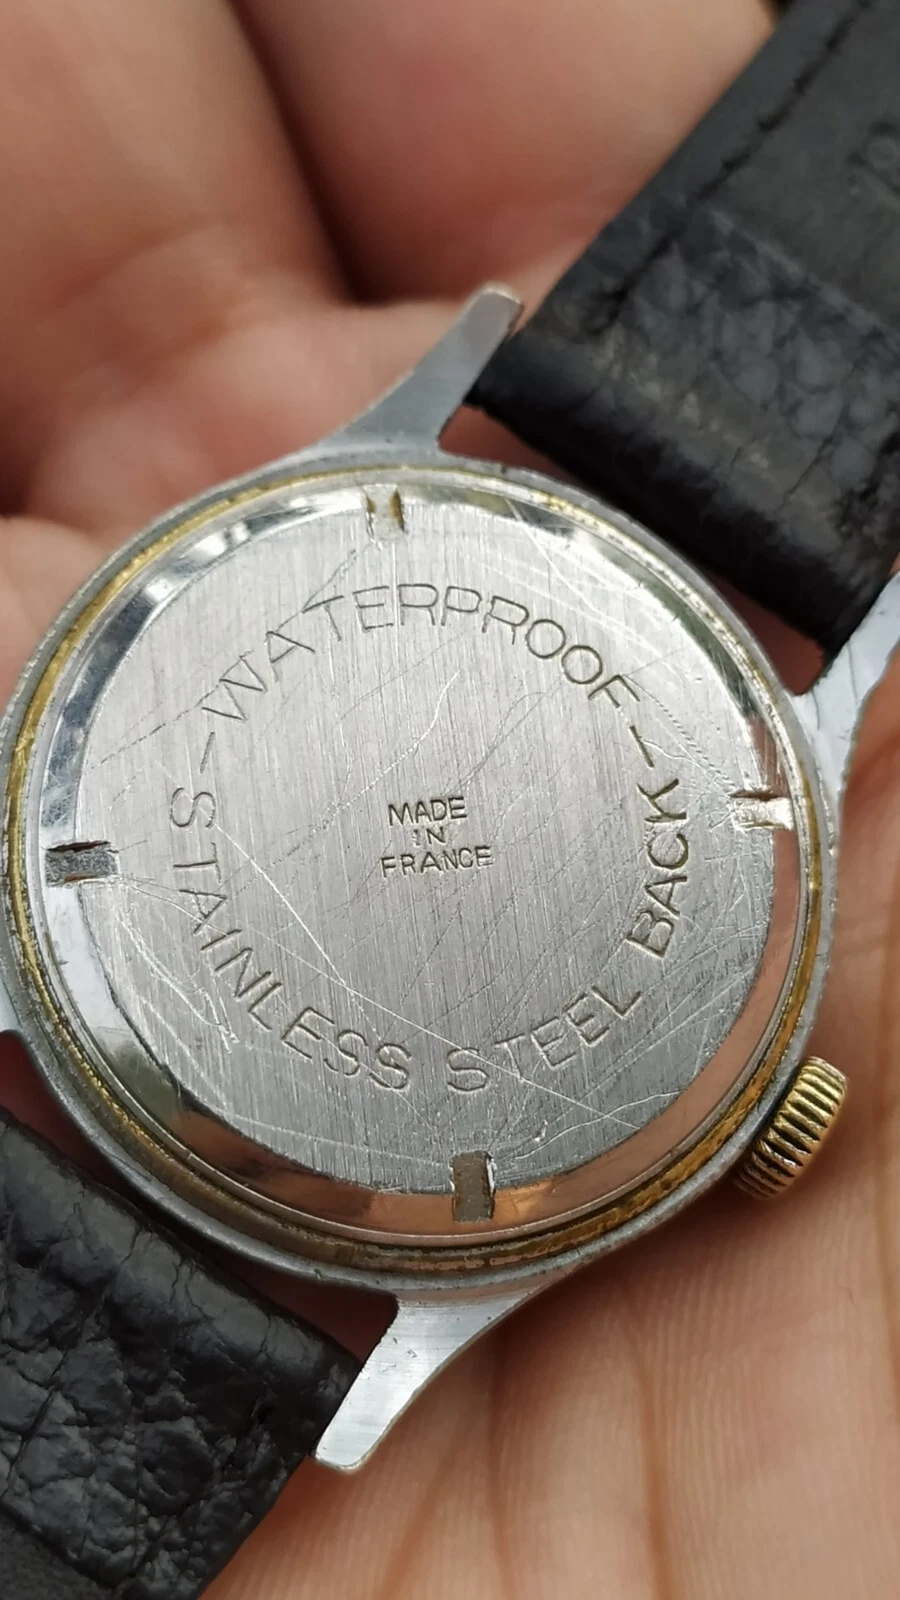 -WATERPROOF-
STAINLESS STEEL BACK
MADE
IN
FRANCE